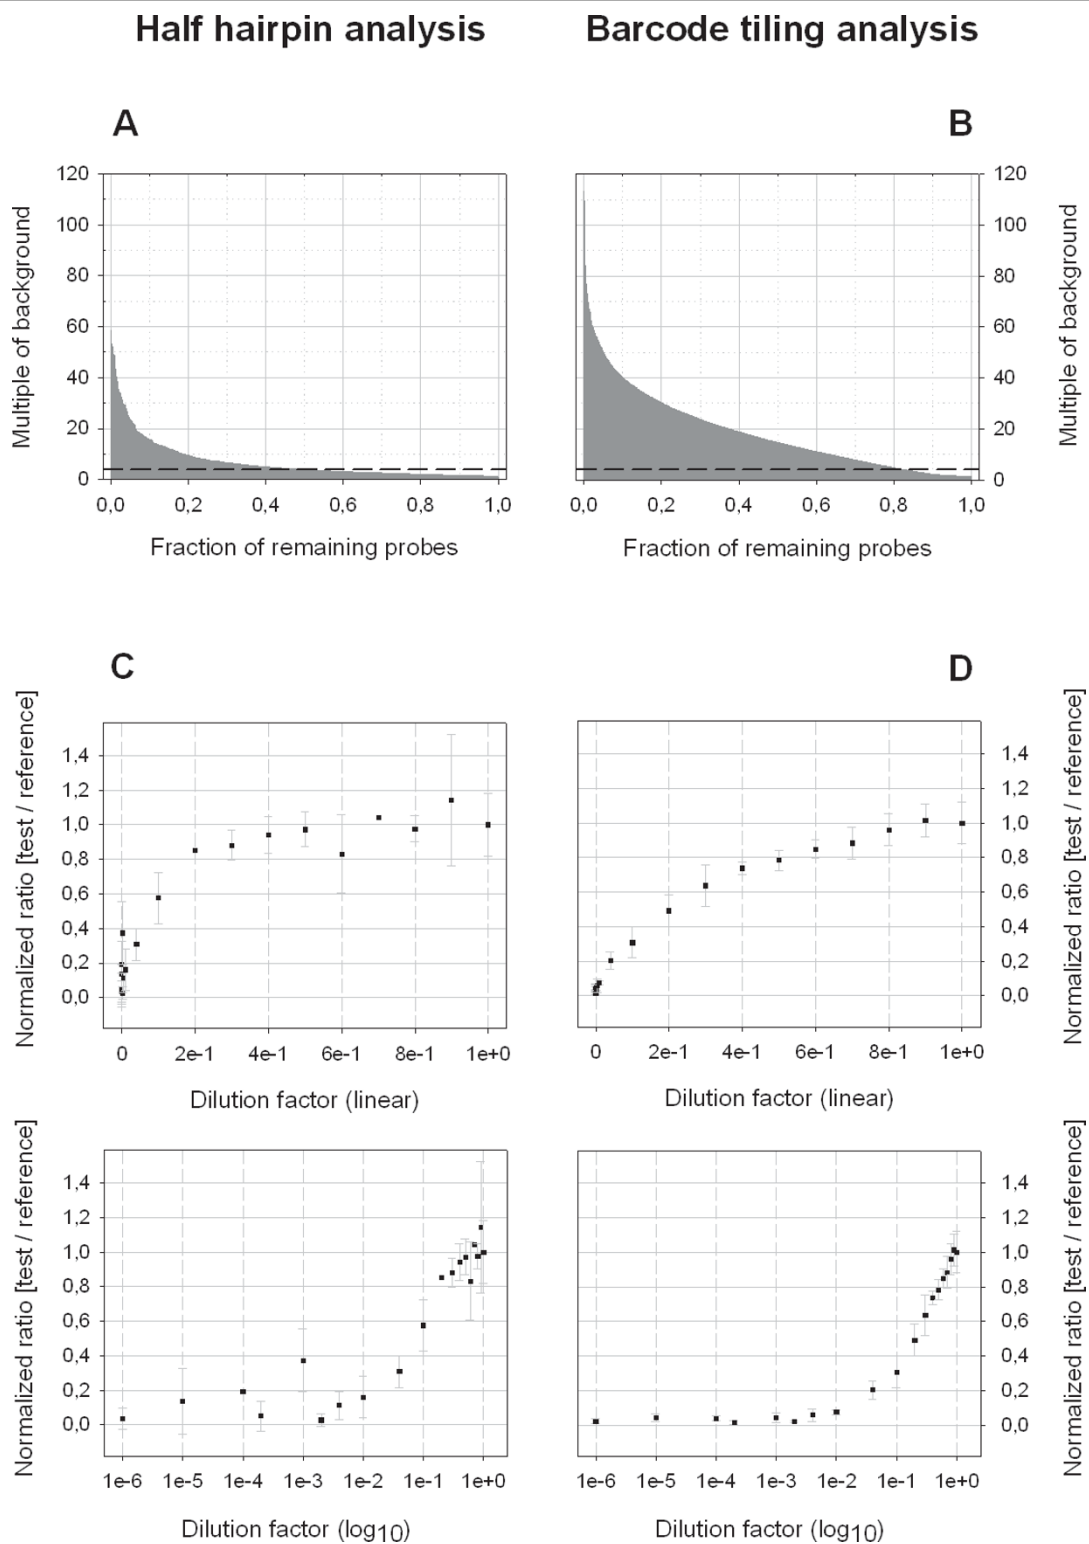 Half hairpin analysis
Barcode tiling analysis
A
B
120
100
80
60
40
20
0
Multiple of background
0,0 0,2 0,4 0,6 0,8 1,0
Fraction of remaining probes
120
100
80
60
40
20
0
Multiple of background
0,0 0,2 0,4 0,6 0,8 1,0
Fraction of remaining probes
C
D
Normalized ratio [test / reference]
1,4
1,2
1,0
0,8
0,6
0,4
0,2
0,0
0 2e-1 4e-1 6e-1 8e-1 1e+0
Dilution factor (linear)
1,4
1,2
1,0
0,8
0,6
0,4
0,2
0,0
Normalized ratio [test / reference]
0 2e-1 4e-1 6e-1 8e-1 1e+0
Dilution factor (linear)
Normalized ratio [test / reference]
1,4
1,2
1,0
0,8
0,6
0,4
0,2
0,0
1e-6 1e-5 1e-4 1e-3 1e-2 1e-1 1e+0
Dilution factor (log10)
1,4
1,2
1,0
0,8
0,6
0,4
0,2
0,0
Normalized ratio [test / reference]
1e-6 1e-5 1e-4 1e-3 1e-2 1e-1 1e+0
Dilution factor (log10)